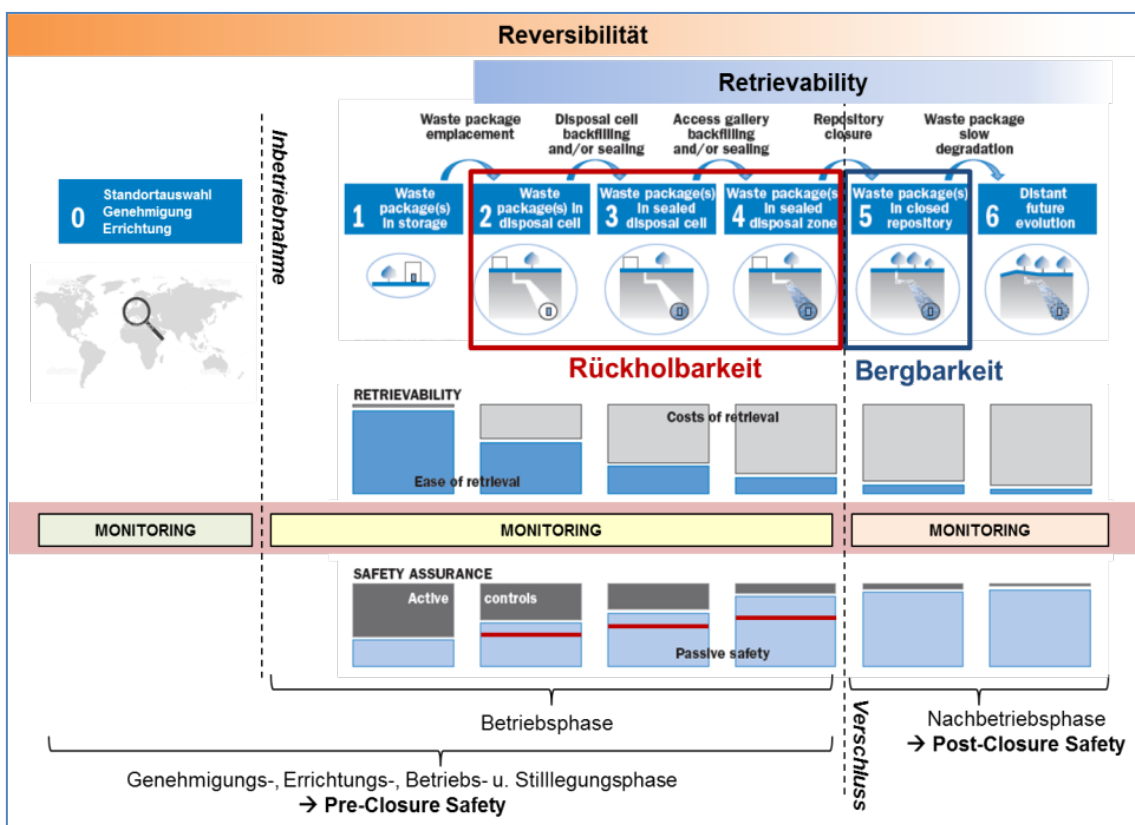 Reversibilität
Retrievability
Inbetriebnahme
Waste package
emplacement
Disposal cell
backfilling
and/or sealing
Access gallery
backfilling
and/or sealing
Repository
closure
Waste package
slow
degradation
0
Standortauswahl
Genehmigung
Errichtung
1
Waste
package(s)
in storage
2
Waste
package(s) in
disposal cell
3
Waste package(s)
in sealed
disposal cell
4
Waste package(s)
in sealed
disposal zone
5
Waste package(s)
in closed
repository
6
Distant
future
evolution
Rückholbarkeit
Bergbarkeit
RETRIEVABILITY
Costs of retrieval
Ease of retrieval
MONITORING
MONITORING
MONITORING
SAFETY ASSURANCE
Active controls
Passive safety
Betriebsphase
Verschluss
Nachbetriebsphase
→ Post-Closure Safety
Genehmigungs-, Errichtungs-, Betriebs- u. Stilllegungsphase
→ Pre-Closure Safety